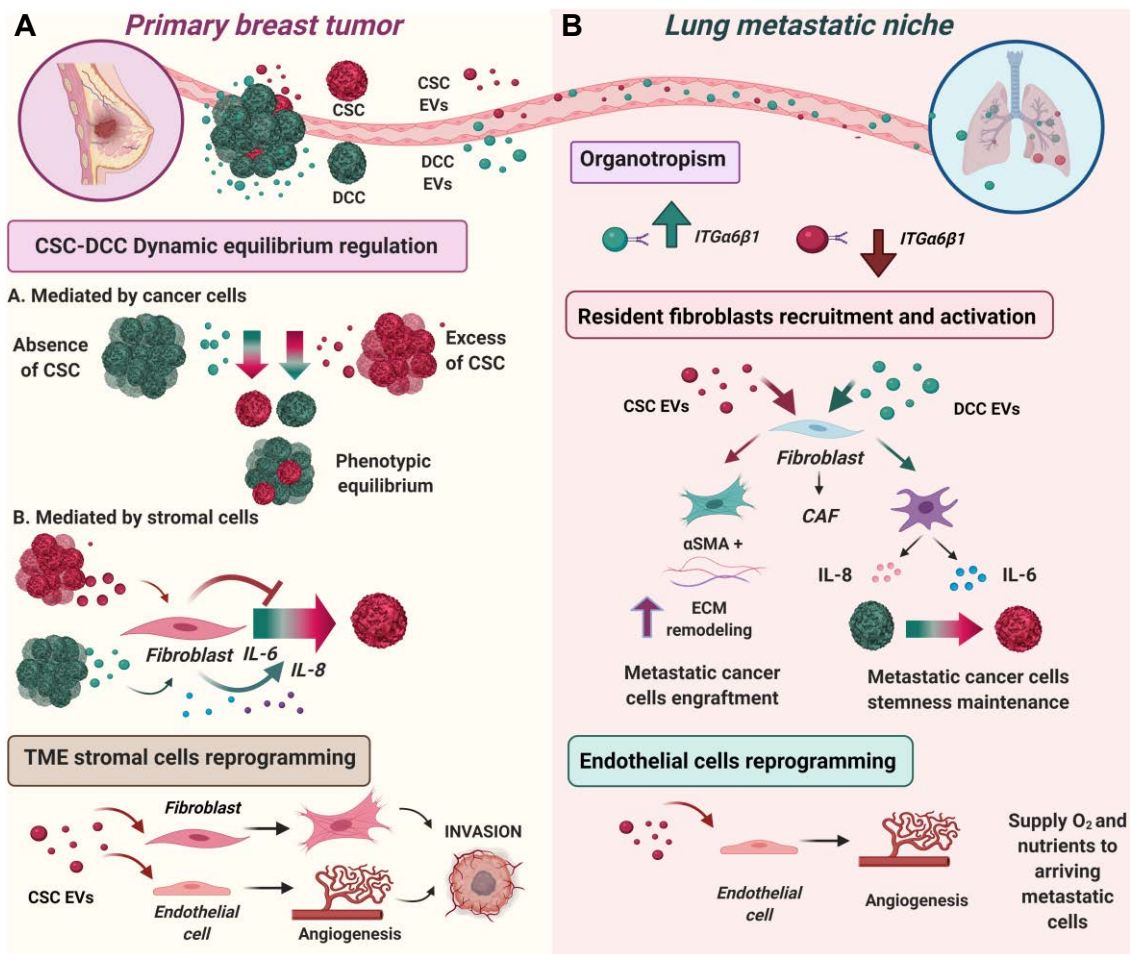 A
Primary breast tumor
CSC
CSC
EVs
DCC
DCC
EVs
CSC-DCC Dynamic equilibrium regulation
A. Mediated by cancer cells
Absence
of CSC
Excess
of CSC
Phenotypic
equilibrium
B. Mediated by stromal cells
Fibroblast
IL-6
IL-8
TME stromal cells reprogramming
Fibroblast
CSC EVs
Endothelial
cell
Angiogenesis
INVASION
B
Lung metastatic niche
Organotropism
ITGα6β1
ITGα6β1
Resident fibroblasts recruitment and activation
CSC EVs
DCC EVs
Fibroblast
CAF
αSMA +
ECM
remodeling
Metastatic cancer
cells engraftment
IL-8
IL-6
Metastatic cancer cells
stemness maintenance
Endothelial cells reprogramming
Endothelial
cell
Angiogenesis
Supply O₂ and
nutrients to
arriving
metastatic
cells